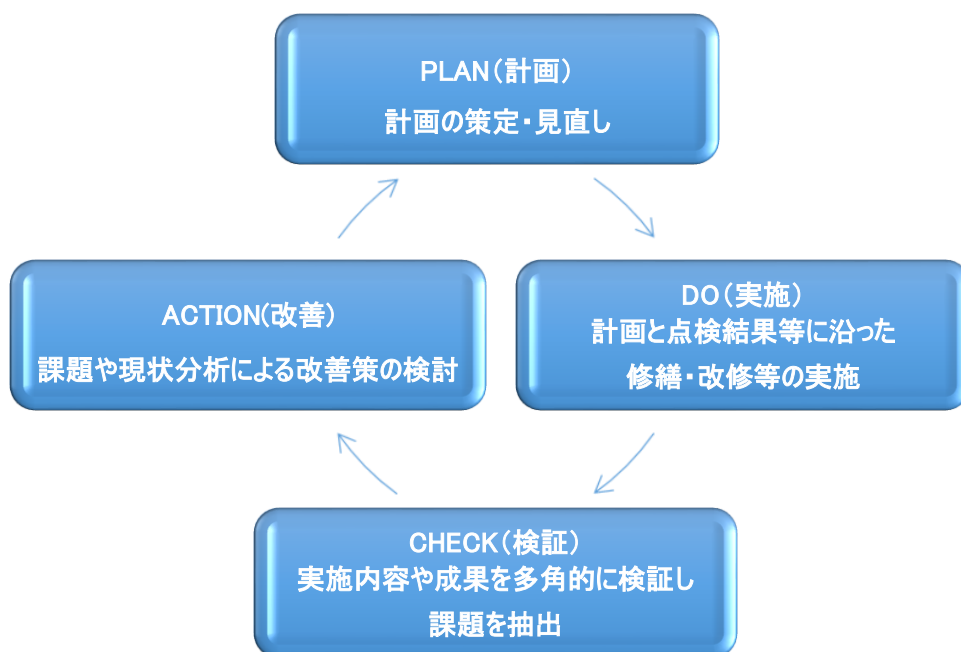 PLAN(計画)
計画の策定・見直し
DO(実施)
計画と点検結果等に沿った
修繕・改修等の実施
CHECK(検証)
実施内容や成果を多角的に検証し
課題を抽出
ACTION(改善)
課題や現状分析による改善策の検討